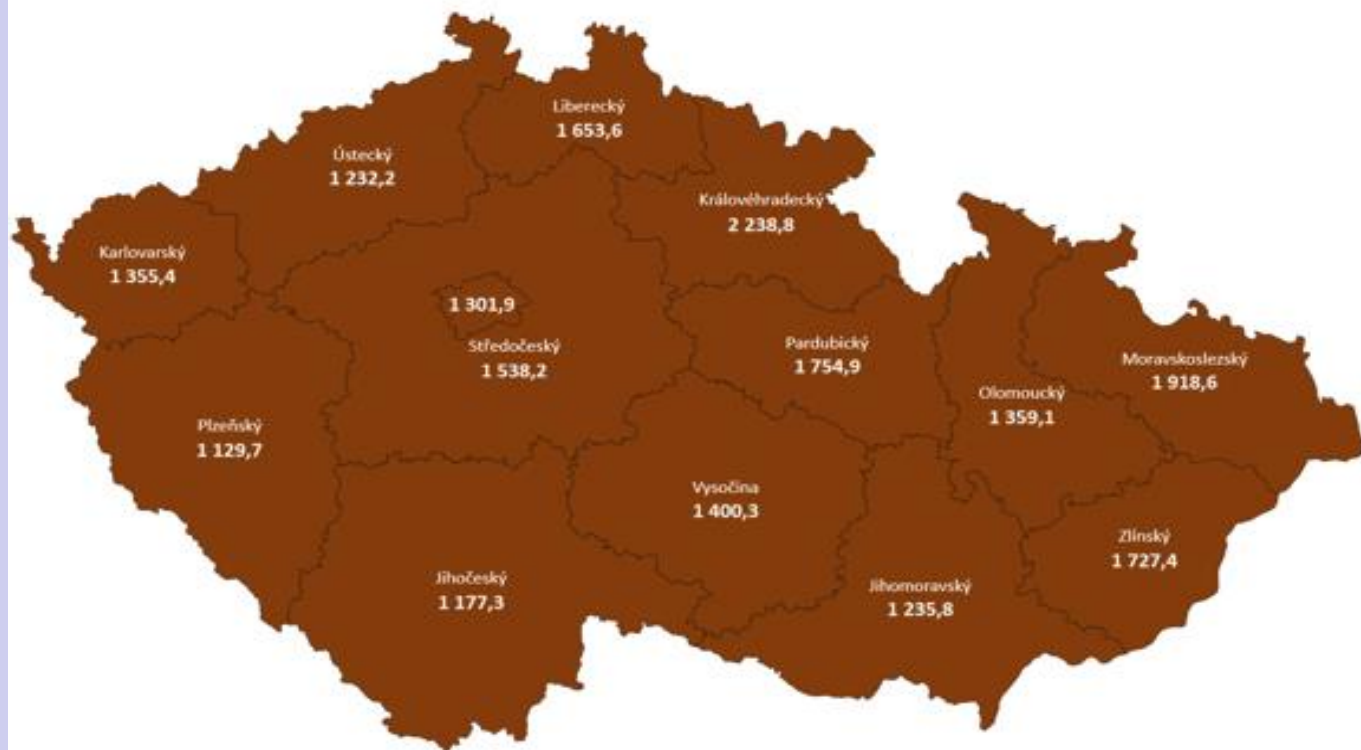 Liberecký
1 653,6
Ústecký
1 232,2
Královéhradecký
2 238,8
Karlovarský
1 355,4
1 301,9
Středočeský
1 538,2
Pardubický
1 754,9
Moravskoslezský
1 918,6
Olomoucký
1 359,1
Plzeňský
1 129,7
Vysočina
1 400,3
Zlínský
1 727,4
Jihočeský
1 177,3
Jihomoravský
1 235,8